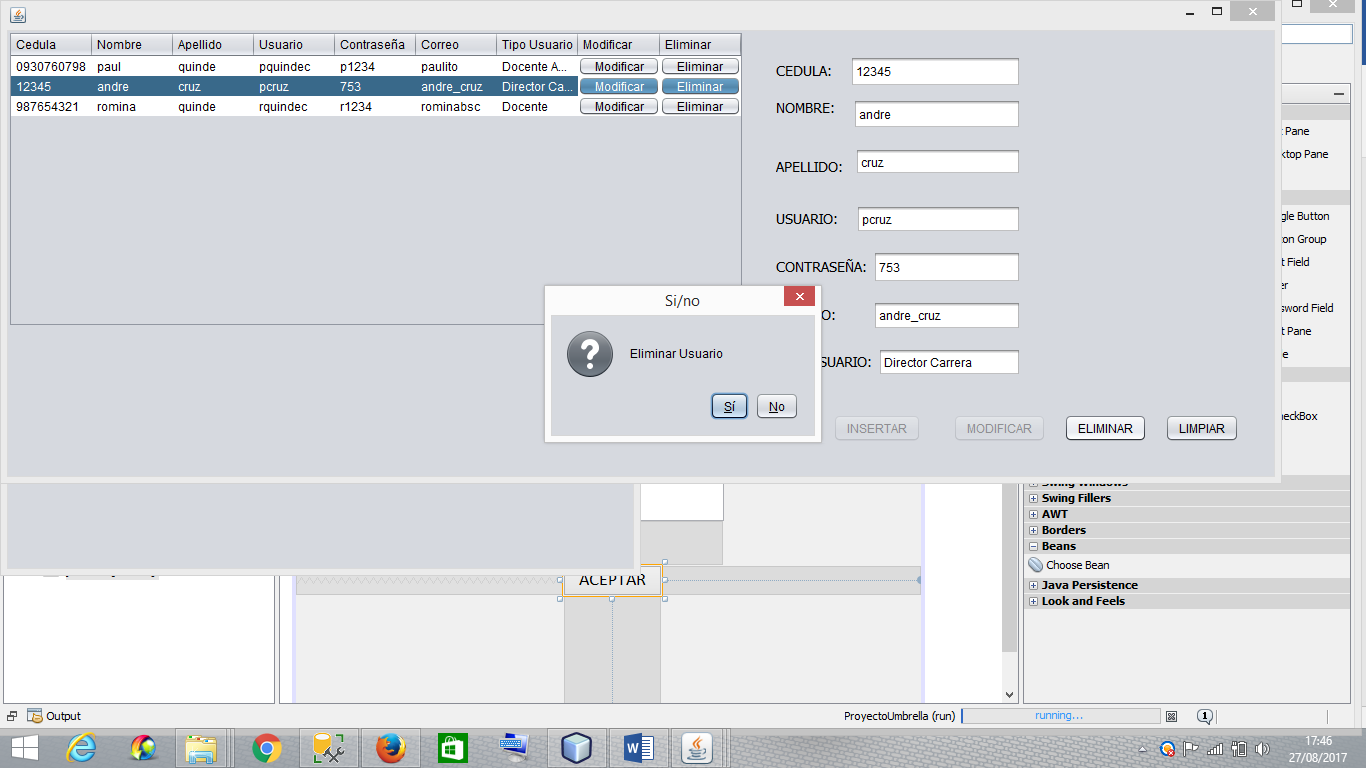 Cedula Nombre Apellido Usuario Contraseña Correo Tipo Usuario Modificar Eliminar
0930760798 paul quinde pquindec p1234 paulito Docente A... Modificar Eliminar
12345 andre cruz pcruz 753 andre_cruz Director Ca... Modificar Eliminar
987654321 romina quinde rquindec r1234 rominabsc Docente Modificar Eliminar
CEDULA: 12345
NOMBRE: andre
APELLIDO: cruz
USUARIO: pcruz
CONTRASEÑA: 753
O: andre_cruz
SUARIO: Director Carrera
Si/no
Eliminar Usuario
Sí No
INSERTAR MODIFICAR ELIMINAR LIMPIAR
Pane
ktop Pane
gle Button
on Group
t Field
er
sword Field
t Pane
e
heckBox
Swing Windows
Swing Fillers
AWT
Borders
Beans
Choose Bean
Java Persistence
Look and Feels
ACEPTAR
Output
ProyectoUmbrella (run) running... 1
17:46
27/08/2017